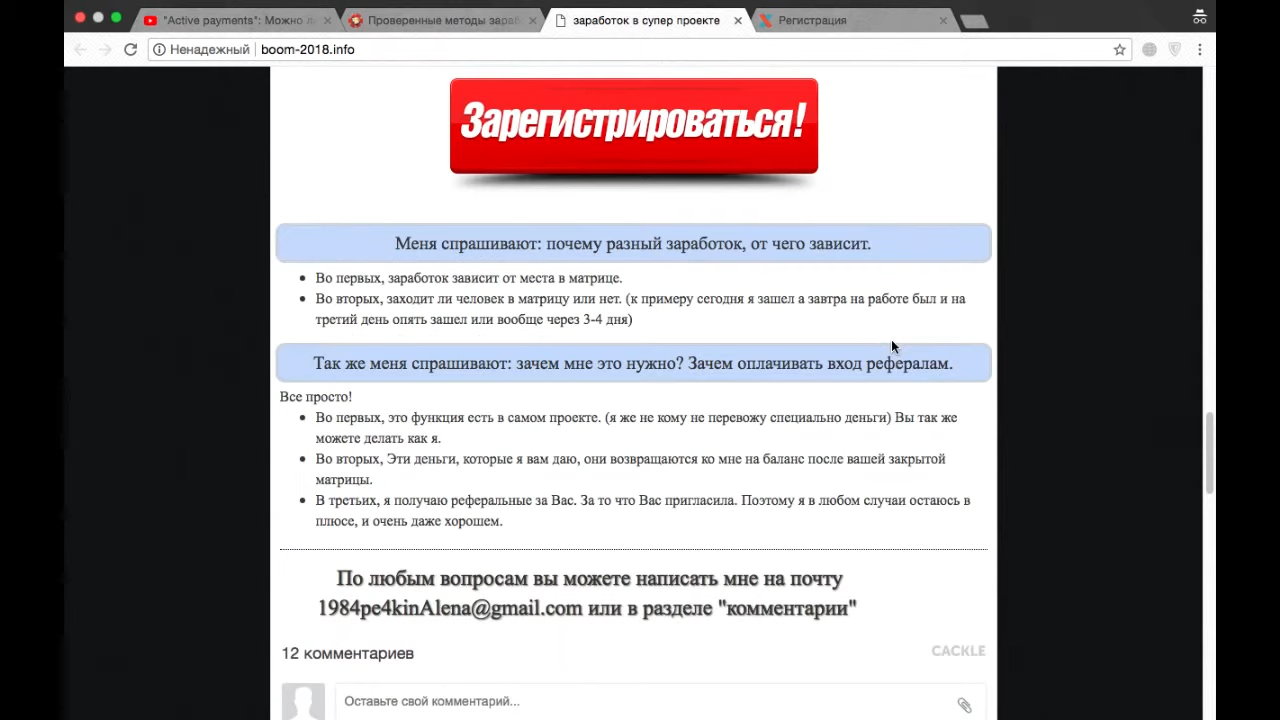 "Active payments": Можно л
Проверенные методы зараб
заработок в супер проекте
Регистрация
Ненадежный
boom-2018.info
Зарегистрироваться!
Меня спрашивают: почему разный заработок, от чего зависит.
Во первых, заработок зависит от места в матрице.
Во вторых, заходит ли человек в матрицу или нет. (к примеру сегодня я зашел а завтра на работе был и на
третий день опять зашел или вообще через 3-4 дня)
Так же меня спрашивают: зачем мне это нужно? Зачем оплачивать вход рефералам.
Все просто!
Во первых, это функция есть в самом проекте. (я же не кому не перевожу специально деньги) Вы так же
можете делать как я.
Во вторых, Эти деньги, которые я вам даю, они возвращаются ко мне на баланс после вашей закрытой
матрицы.
В третьих, я получаю реферальные за Вас. За то что Вас пригласила. Поэтому я в любом случаи остаюсь в
плюсе, и очень даже хорошем.
По любым вопросам вы можете написать мне на почту
1984pe4kinAlena@gmail.com или в разделе "комментарии"
12 комментариев
CACKLE
Оставьте свой комментарий...